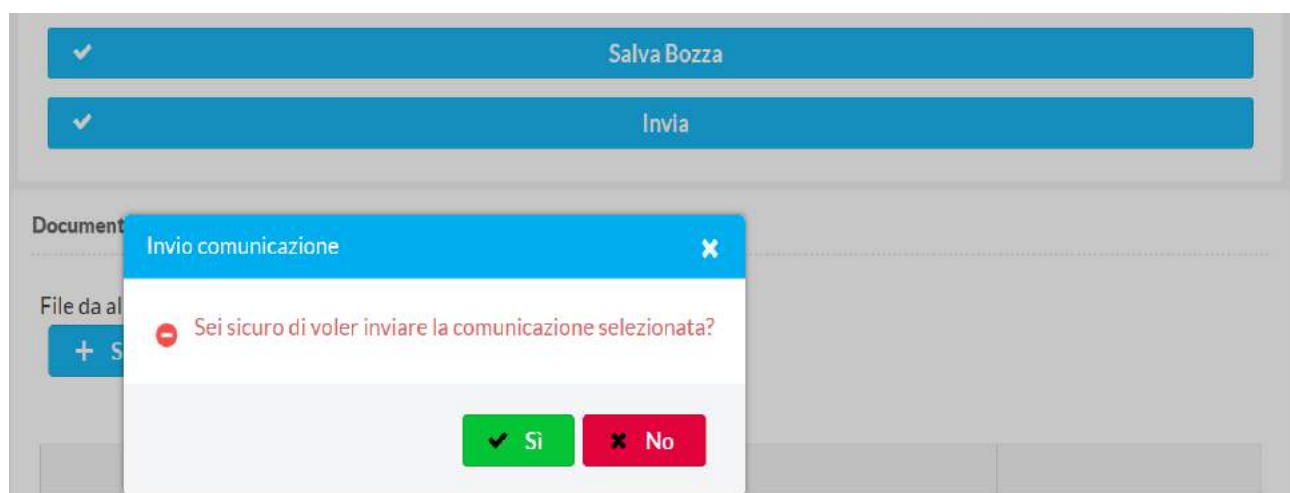 Salva Bozza
Invia
Document
Invio comunicazione
File da al
Sei sicuro di voler inviare la comunicazione selezionata?
+ S
Sì
No